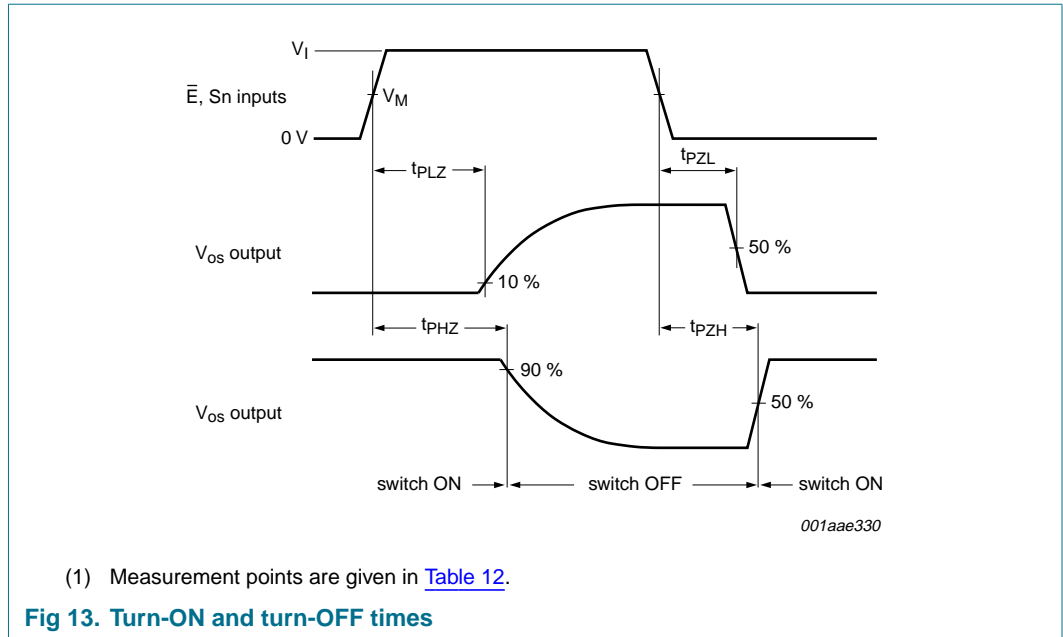 V_I
E̅, Sn inputs
V_M
0 V
t_PLZ
t_PZL
V_os output
50 %
10 %
t_PHZ
t_PZH
90 %
V_os output
50 %
switch ON
switch OFF
switch ON
001aae330
(1) Measurement points are given in Table 12.
Fig 13. Turn-ON and turn-OFF times